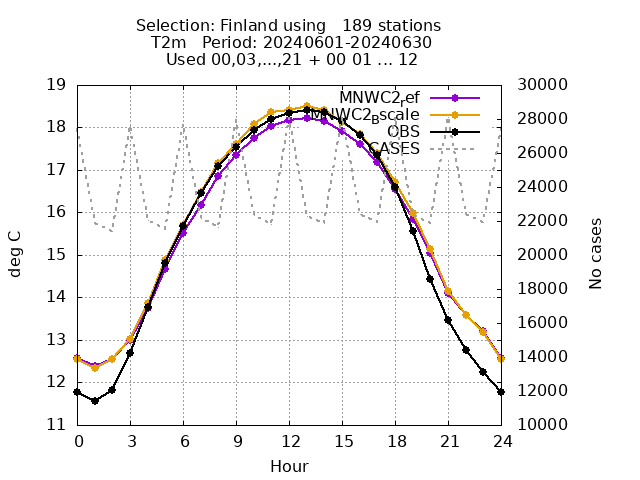 Selection: Finland using   189 stations
T2m   Period: 20240601-20240630
Used 00,03,...,21 + 00 01 ... 12
19
18
17
16
15
14
13
12
11
deg C
30000
28000
26000
24000
22000
20000
18000
16000
14000
12000
10000
No cases
MNWC2ref
MNWC2Bscale
OBS
CASES
0 3 6 9 12 15 18 21 24
Hour